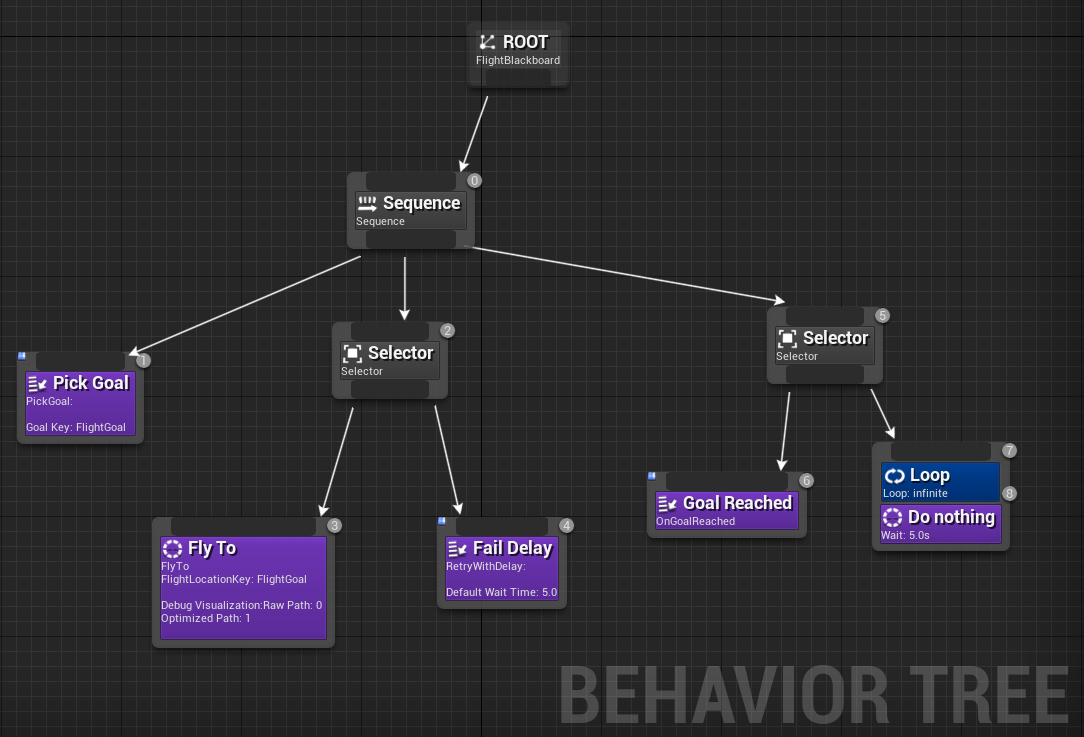 ROOT
FlightBlackboard
0
Sequence
Sequence
1
Pick Goal
PickGoal:
Goal Key: FlightGoal
2
Selector
Selector
3
Fly To
FlyTo
FlightLocationKey: FlightGoal
Debug Visualization:Raw Path: 0
Optimized Path: 1
4
Fail Delay
RetryWithDelay:
Default Wait Time: 5.0
5
Selector
Selector
6
Goal Reached
OnGoalReached
7
Loop
Loop: infinite
8
Do nothing
Wait: 5.0s
BEHAVIOR TREE